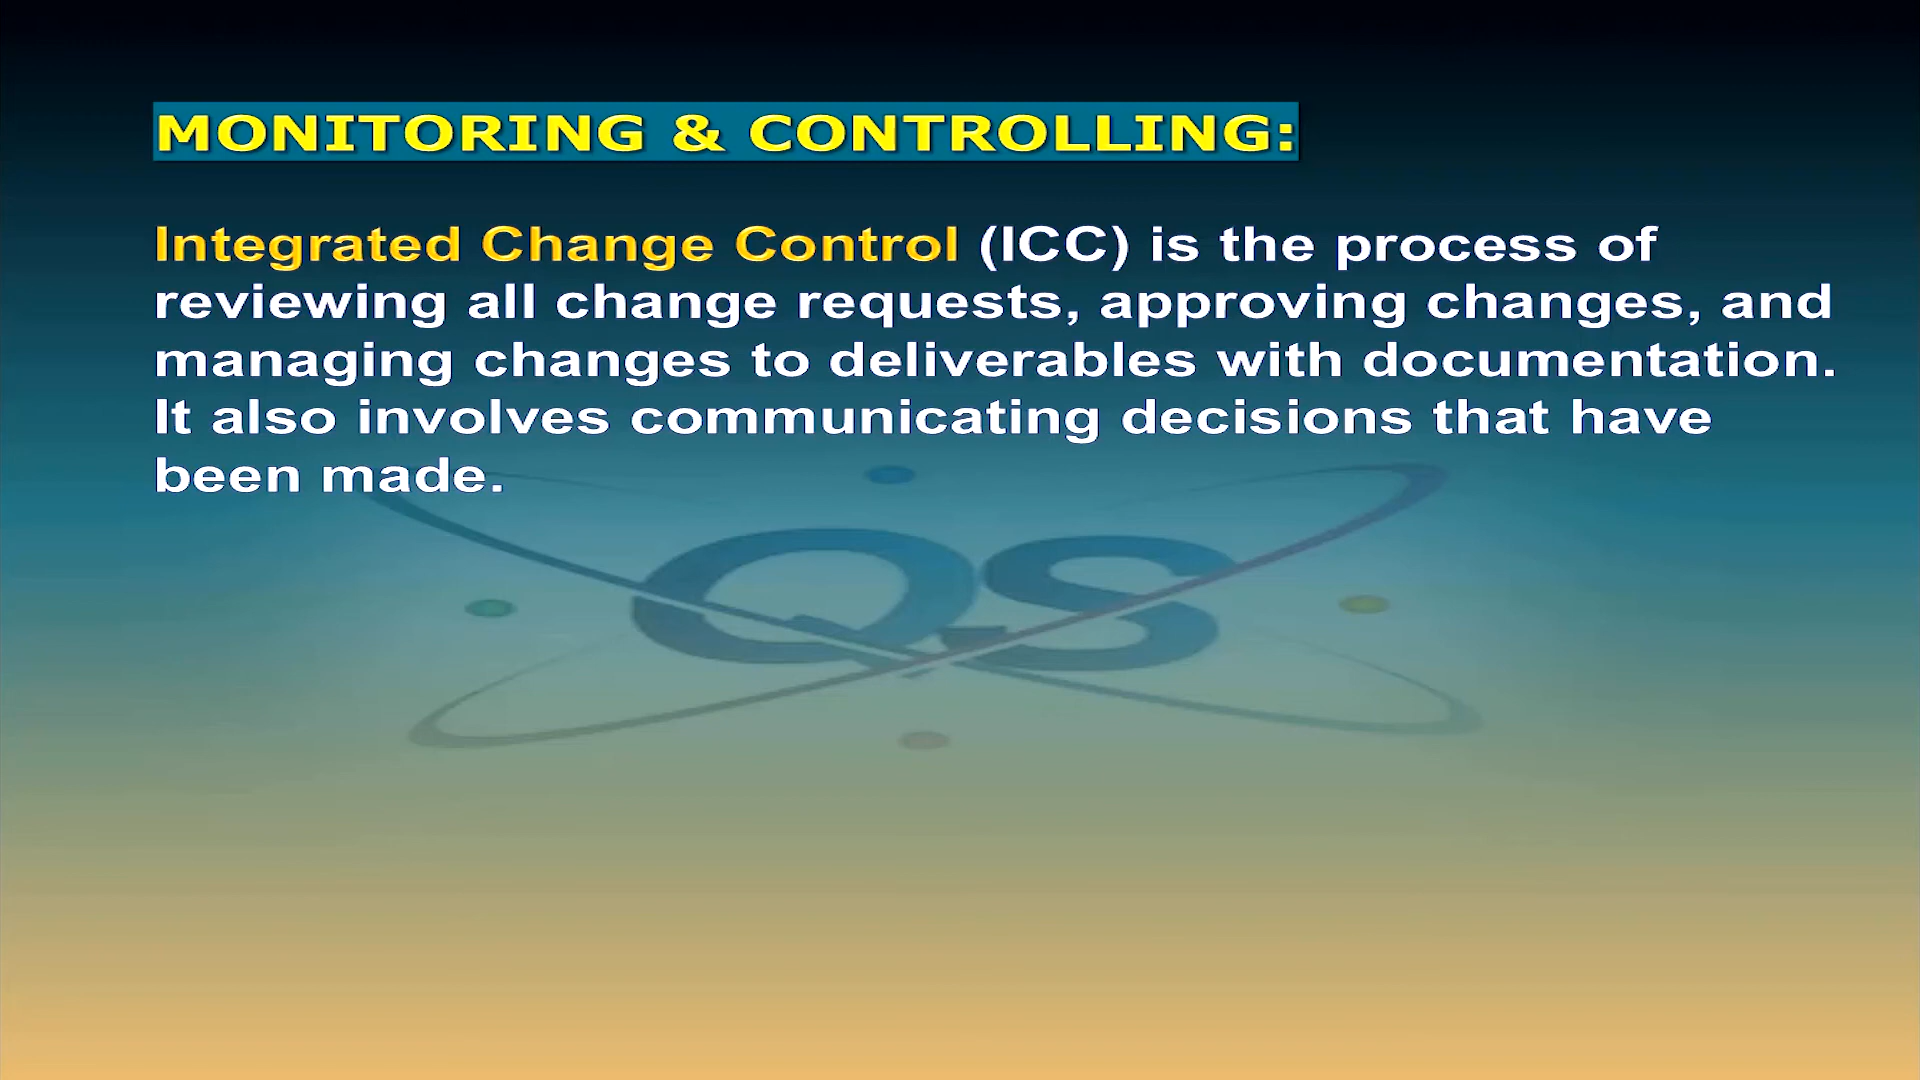 MONITORING & CONTROLLING:
Integrated Change Control (ICC) is the process of
reviewing all change requests, approving changes, and
managing changes to deliverables with documentation.
It also involves communicating decisions that have
been made.
QS